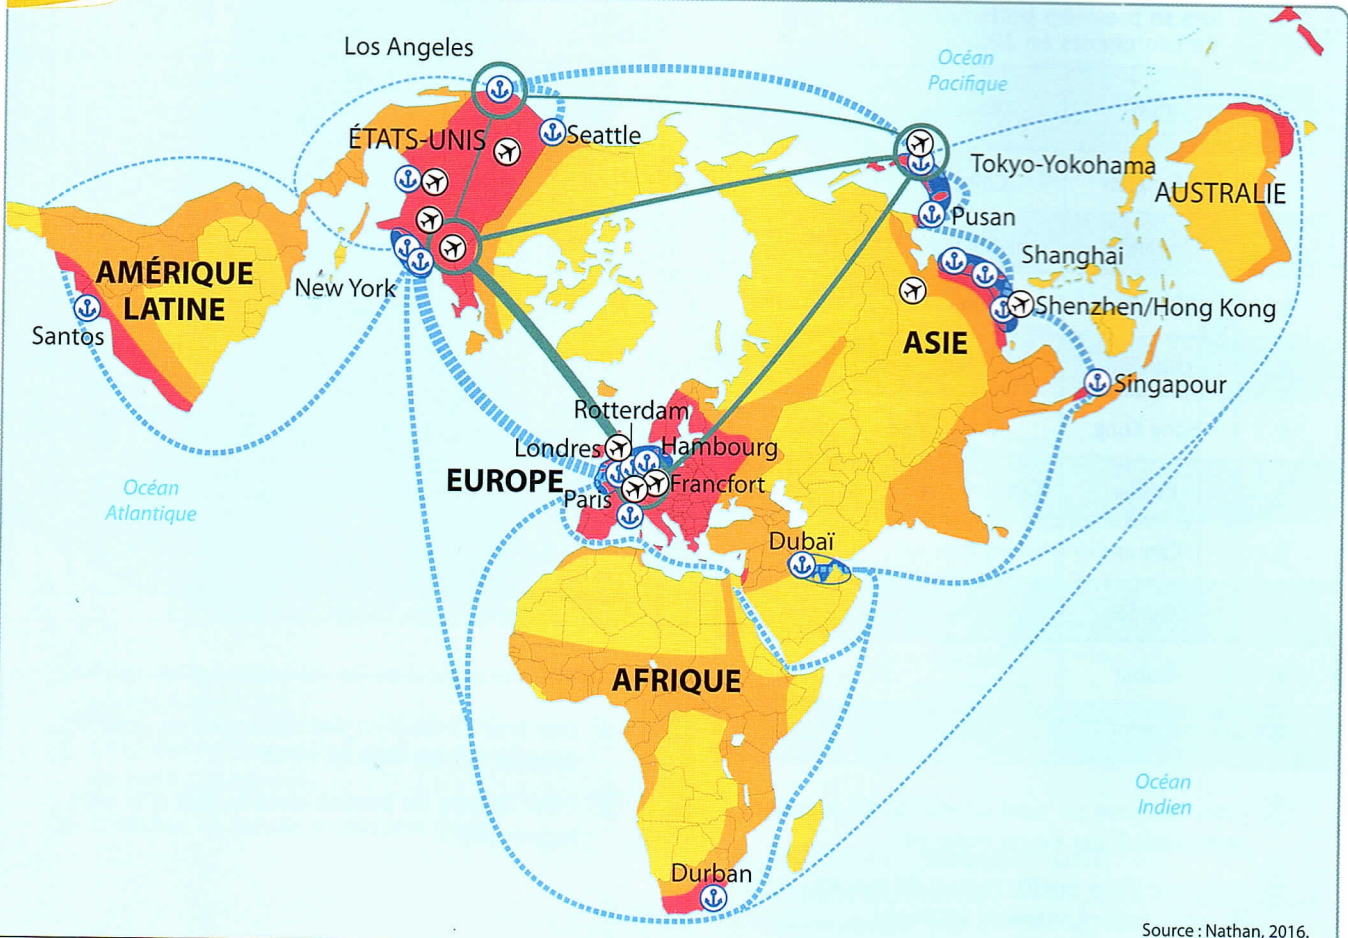 Los Angeles
Océan
Pacifique
ÉTATS-UNIS
Seattle
Tokyo-Yokohama
AUSTRALIE
Pusan
Shanghai
AMÉRIQUE
LATINE
New York
Shenzhen/Hong Kong
Santos
ASIE
Singapour
Rotterdam
Londres
Hambourg
EUROPE
Francfort
Paris
Océan
Atlantique
Dubaï
AFRIQUE
Océan
Indien
Durban
Source : Nathan, 2016.